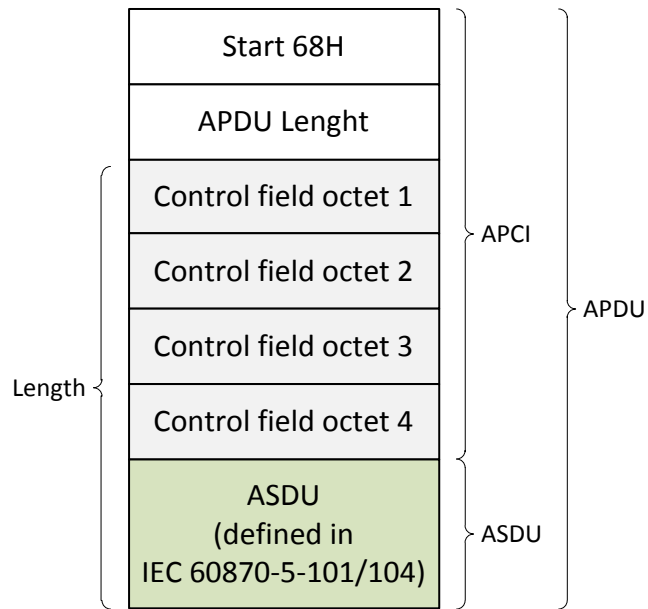 Start 68H
APDU Lenght
Control field octet 1
Control field octet 2
Control field octet 3
Control field octet 4
ASDU
(defined in
IEC 60870-5-101/104)
Length
APCI
ASDU
APDU